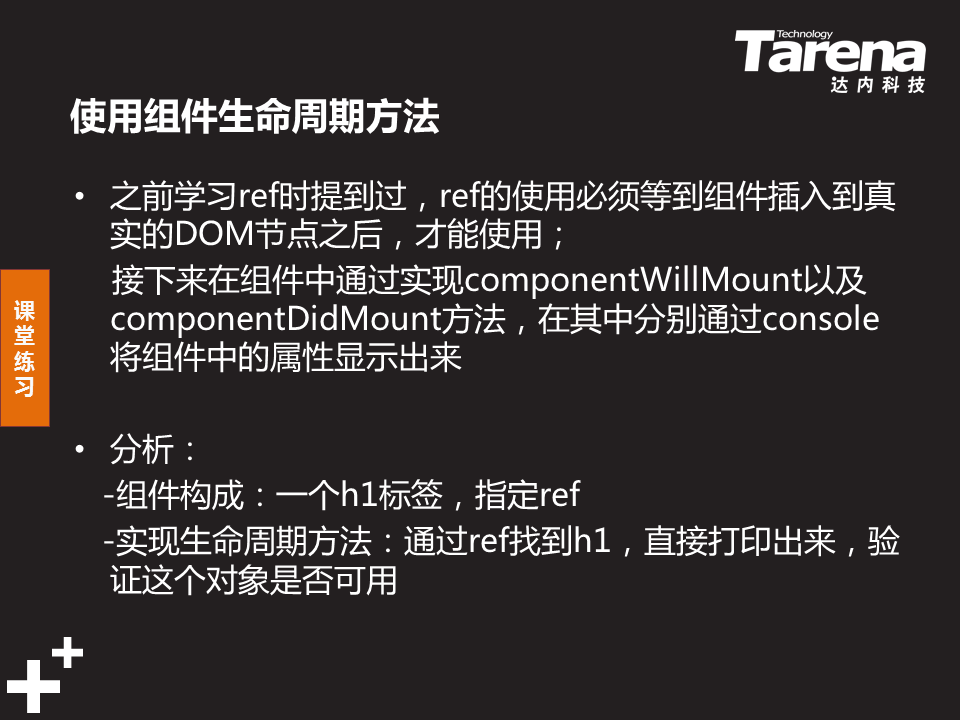 Technology
Tarena
达内科技
使用组件生命周期方法
• 之前学习ref时提到过，ref的使用必须等到组件插入到真
实的DOM节点之后，才能使用；
接下来在组件中通过实现componentWillMount以及
componentDidMount方法，在其中分别通过console
将组件中的属性显示出来
课
堂
练
习
• 分析：
-组件构成：一个h1标签，指定ref
-实现生命周期方法：通过ref找到h1，直接打印出来，验
证这个对象是否可用